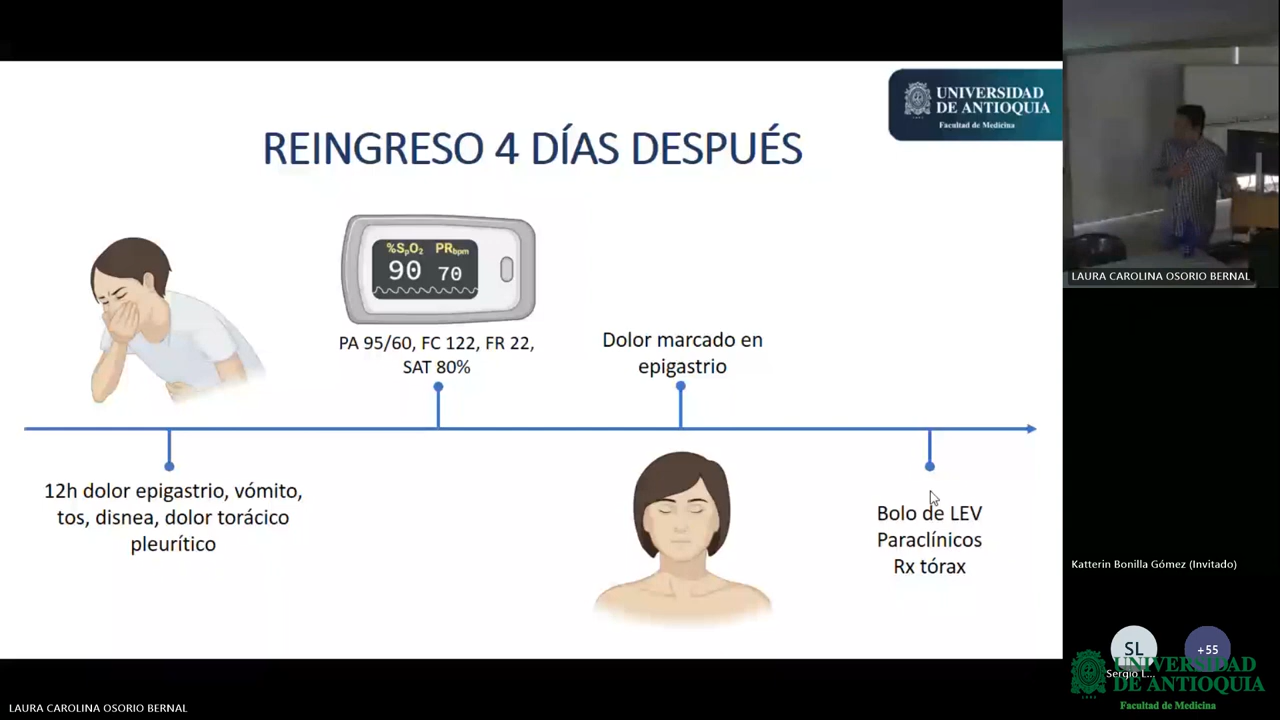 UNIVERSIDAD
DE ANTIOQUIA
Facultad de Medicina
REINGRESO 4 DÍAS DESPUÉS
%SpO2 PRbpm
90 70
PA 95/60, FC 122, FR 22,
SAT 80%
Dolor marcado en
epigastrio
12h dolor epigastrio, vómito,
tos, disnea, dolor torácico
pleurítico
Bolo de LEV
Paraclínicos
Rx tórax
LAURA CAROLINA OSORIO BERNAL
Katterin Bonilla Gómez (Invitado)
SL
+55
Sergio L...
UNIVERSIDAD
DE ANTIOQUIA
Facultad de Medicina
LAURA CAROLINA OSORIO BERNAL